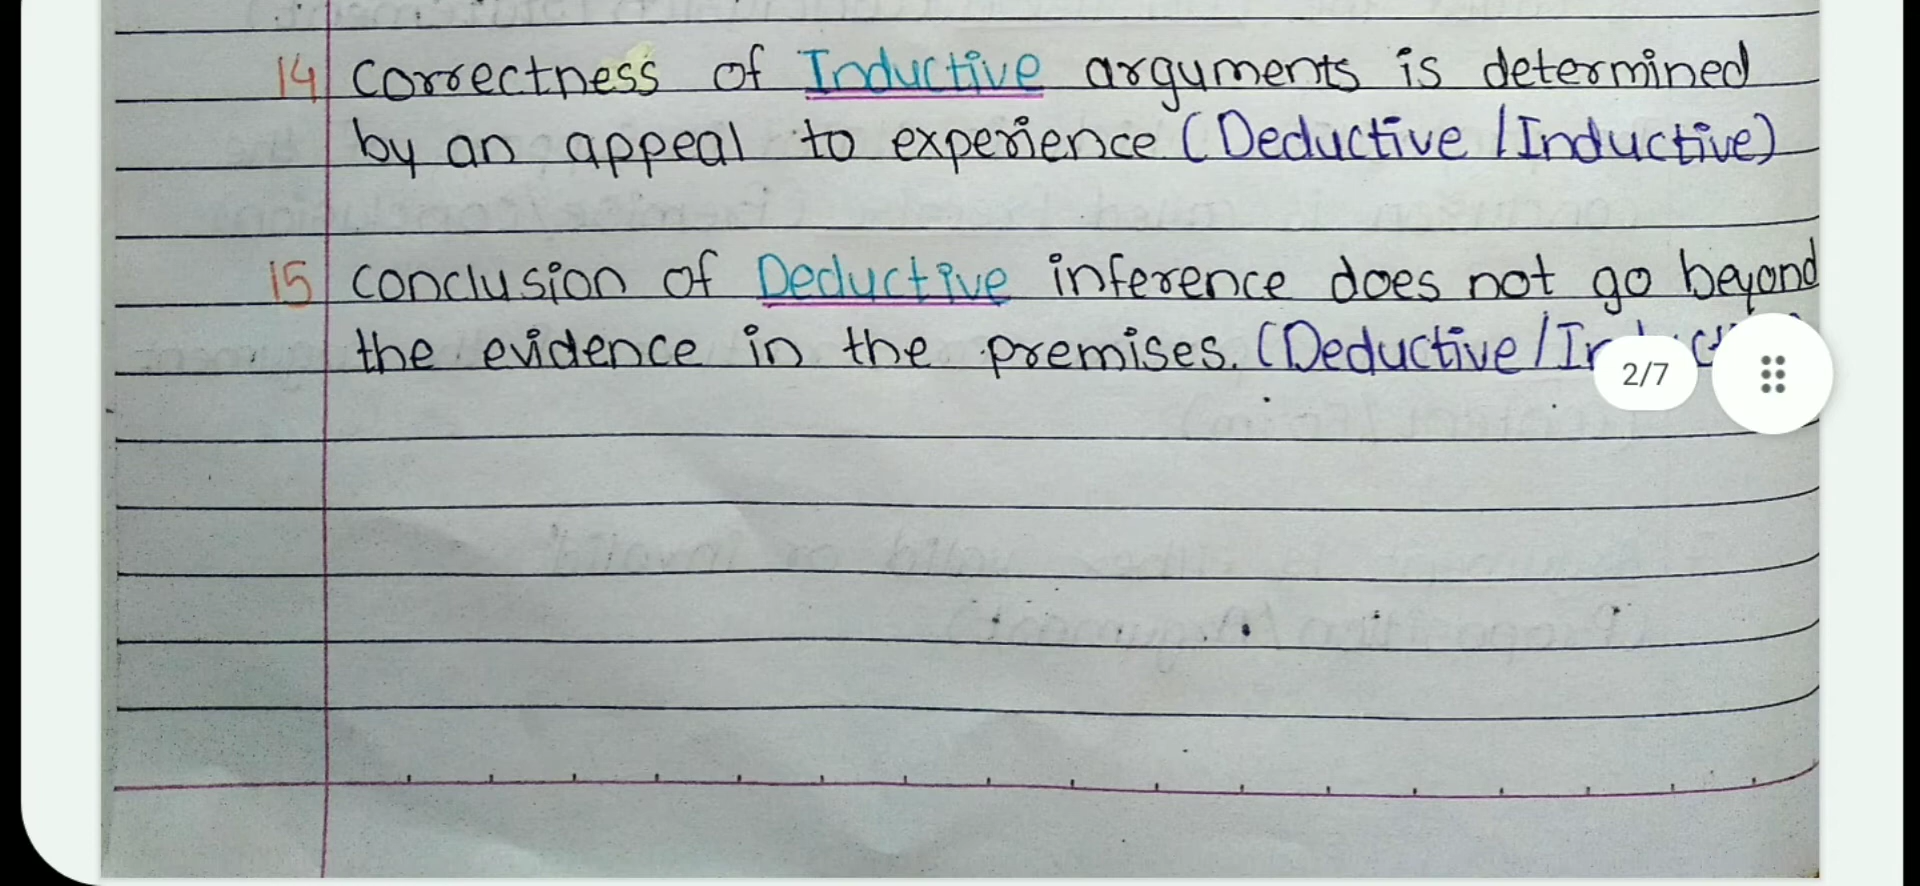 14 Correctness of Inductive arguments is determined
by an appeal to experience (Deductive / Inductive)
15 conclusion of Deductive inference does not go beyond
the evidence in the premises. (Deductive /
2/7